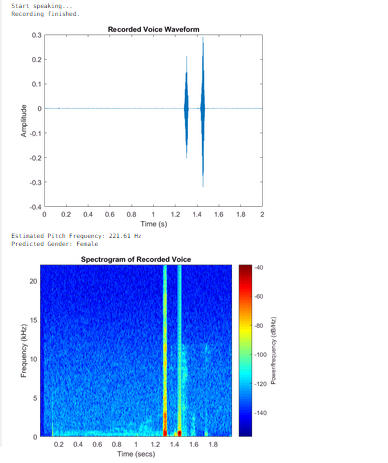 Start speaking...
Recording finished.
Recorded Voice Waveform
0.3
0.2
0.1
0
-0.1
-0.2
-0.3
-0.4
Amplitude
0 0.2 0.4 0.6 0.8 1 1.2 1.4 1.6 1.8 2
Time (s)
Estimated Pitch Frequency: 221.61 Hz
Predicted Gender: Female
Spectrogram of Recorded Voice
20
15
10
5
0
Frequency (kHz)
0.2 0.4 0.6 0.8 1 1.2 1.4 1.6 1.8
Time (secs)
-40
-60
-80
-100
-120
-140
Power/frequency (dB/Hz)